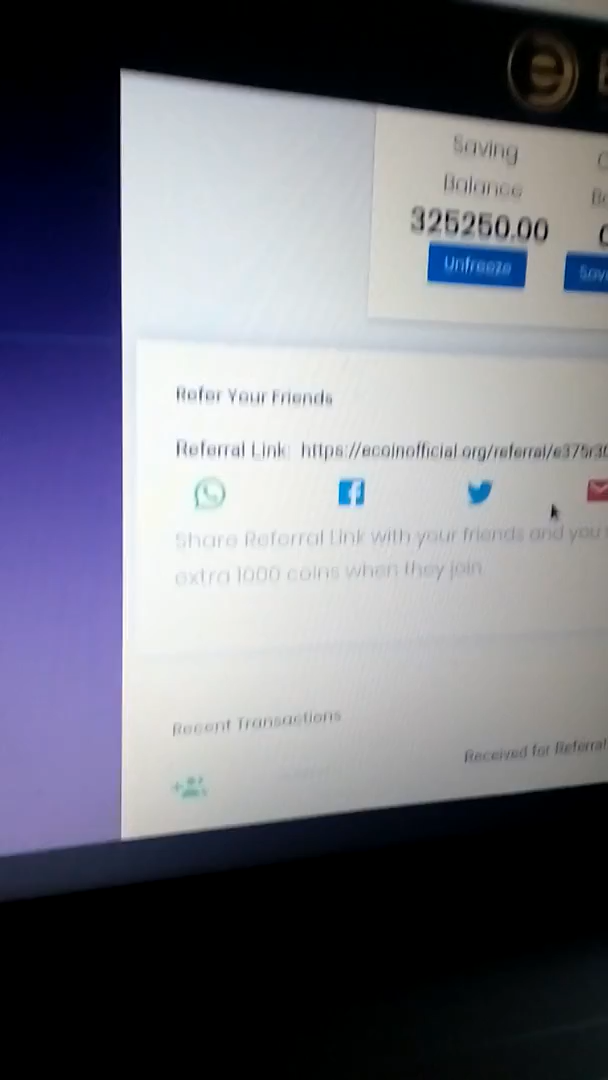 Saving
Balance
325250.00
Unfreeze
Refer Your Friends
Referral Link: https://ecoinofficial.org/referral/
Share Referral Link with your friends and you
extra 1000 coins when they join.
Recent Transactions
Received for Referral